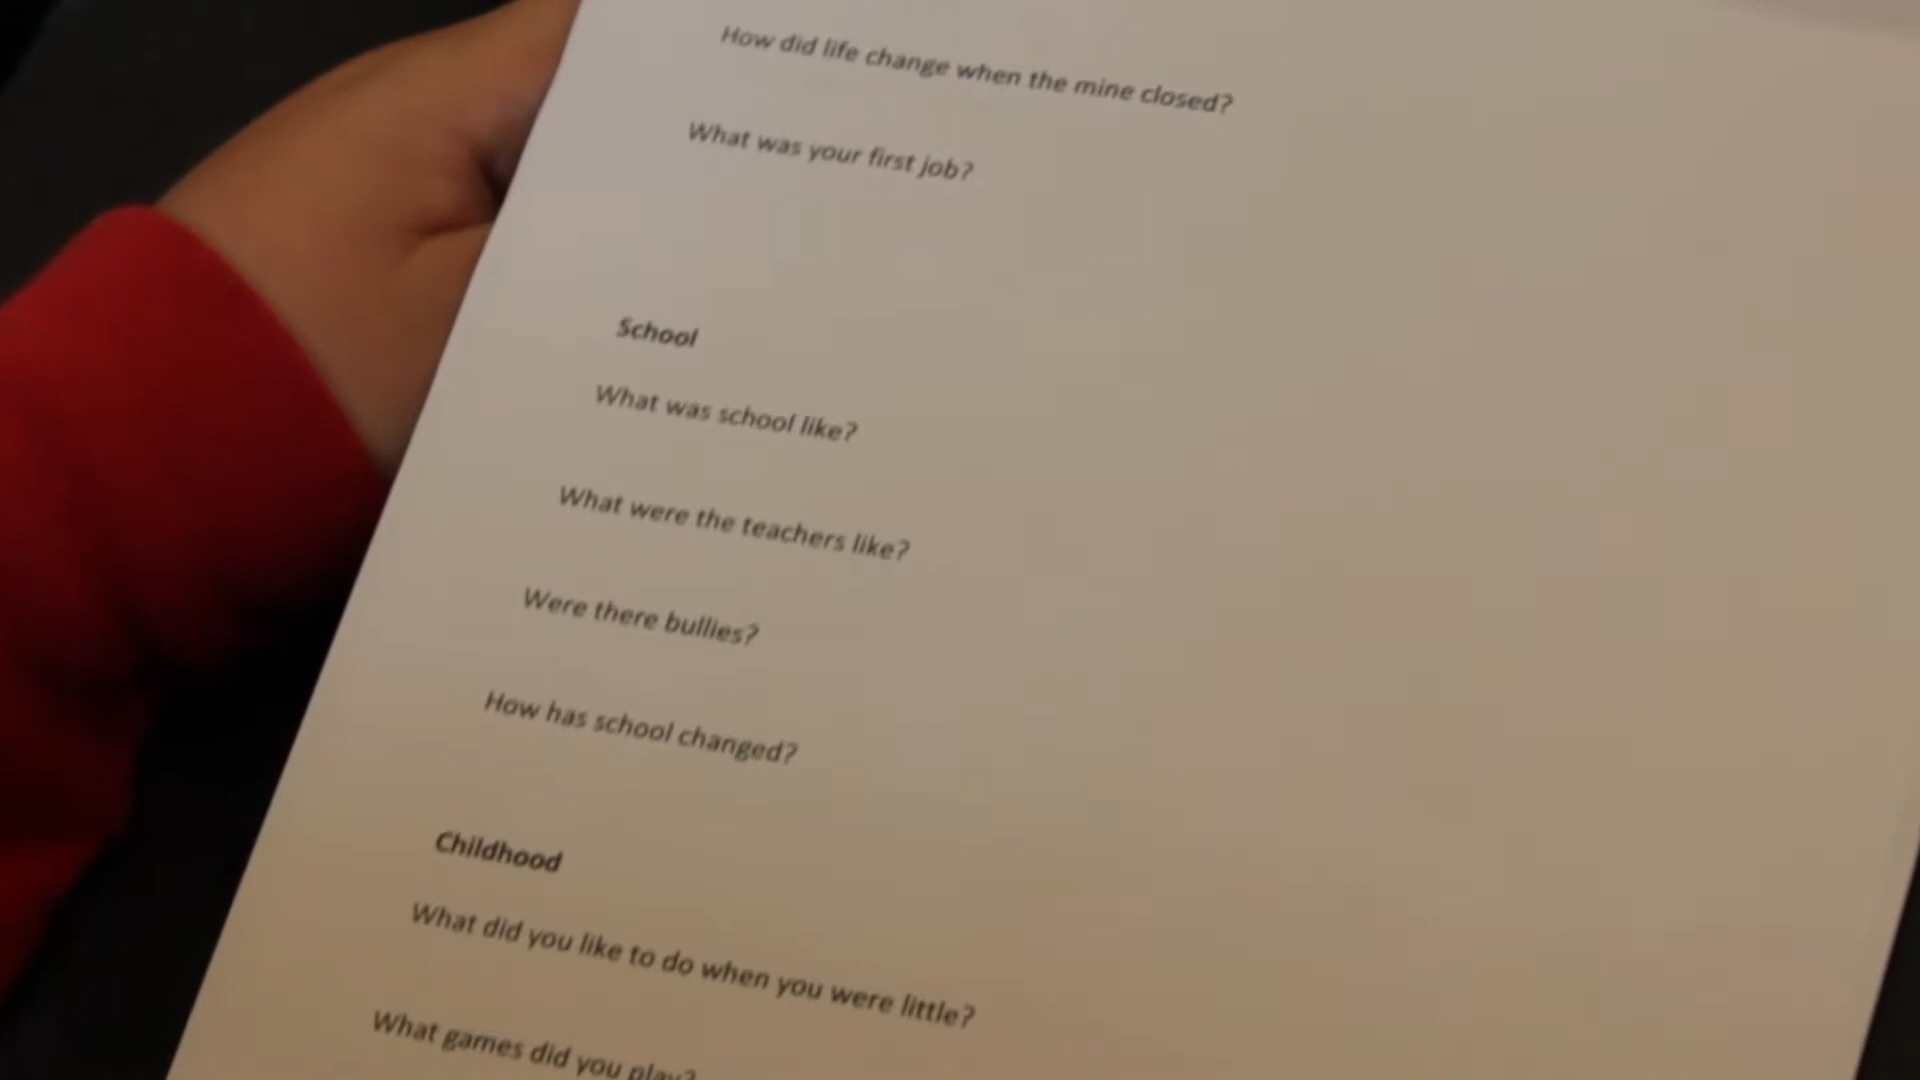 How did life change when the mine closed?
What was your first job?
School
What was school like?
What were the teachers like?
Were there bullies?
How has school changed?
Childhood
What did you like to do when you were little?
What games did you play?